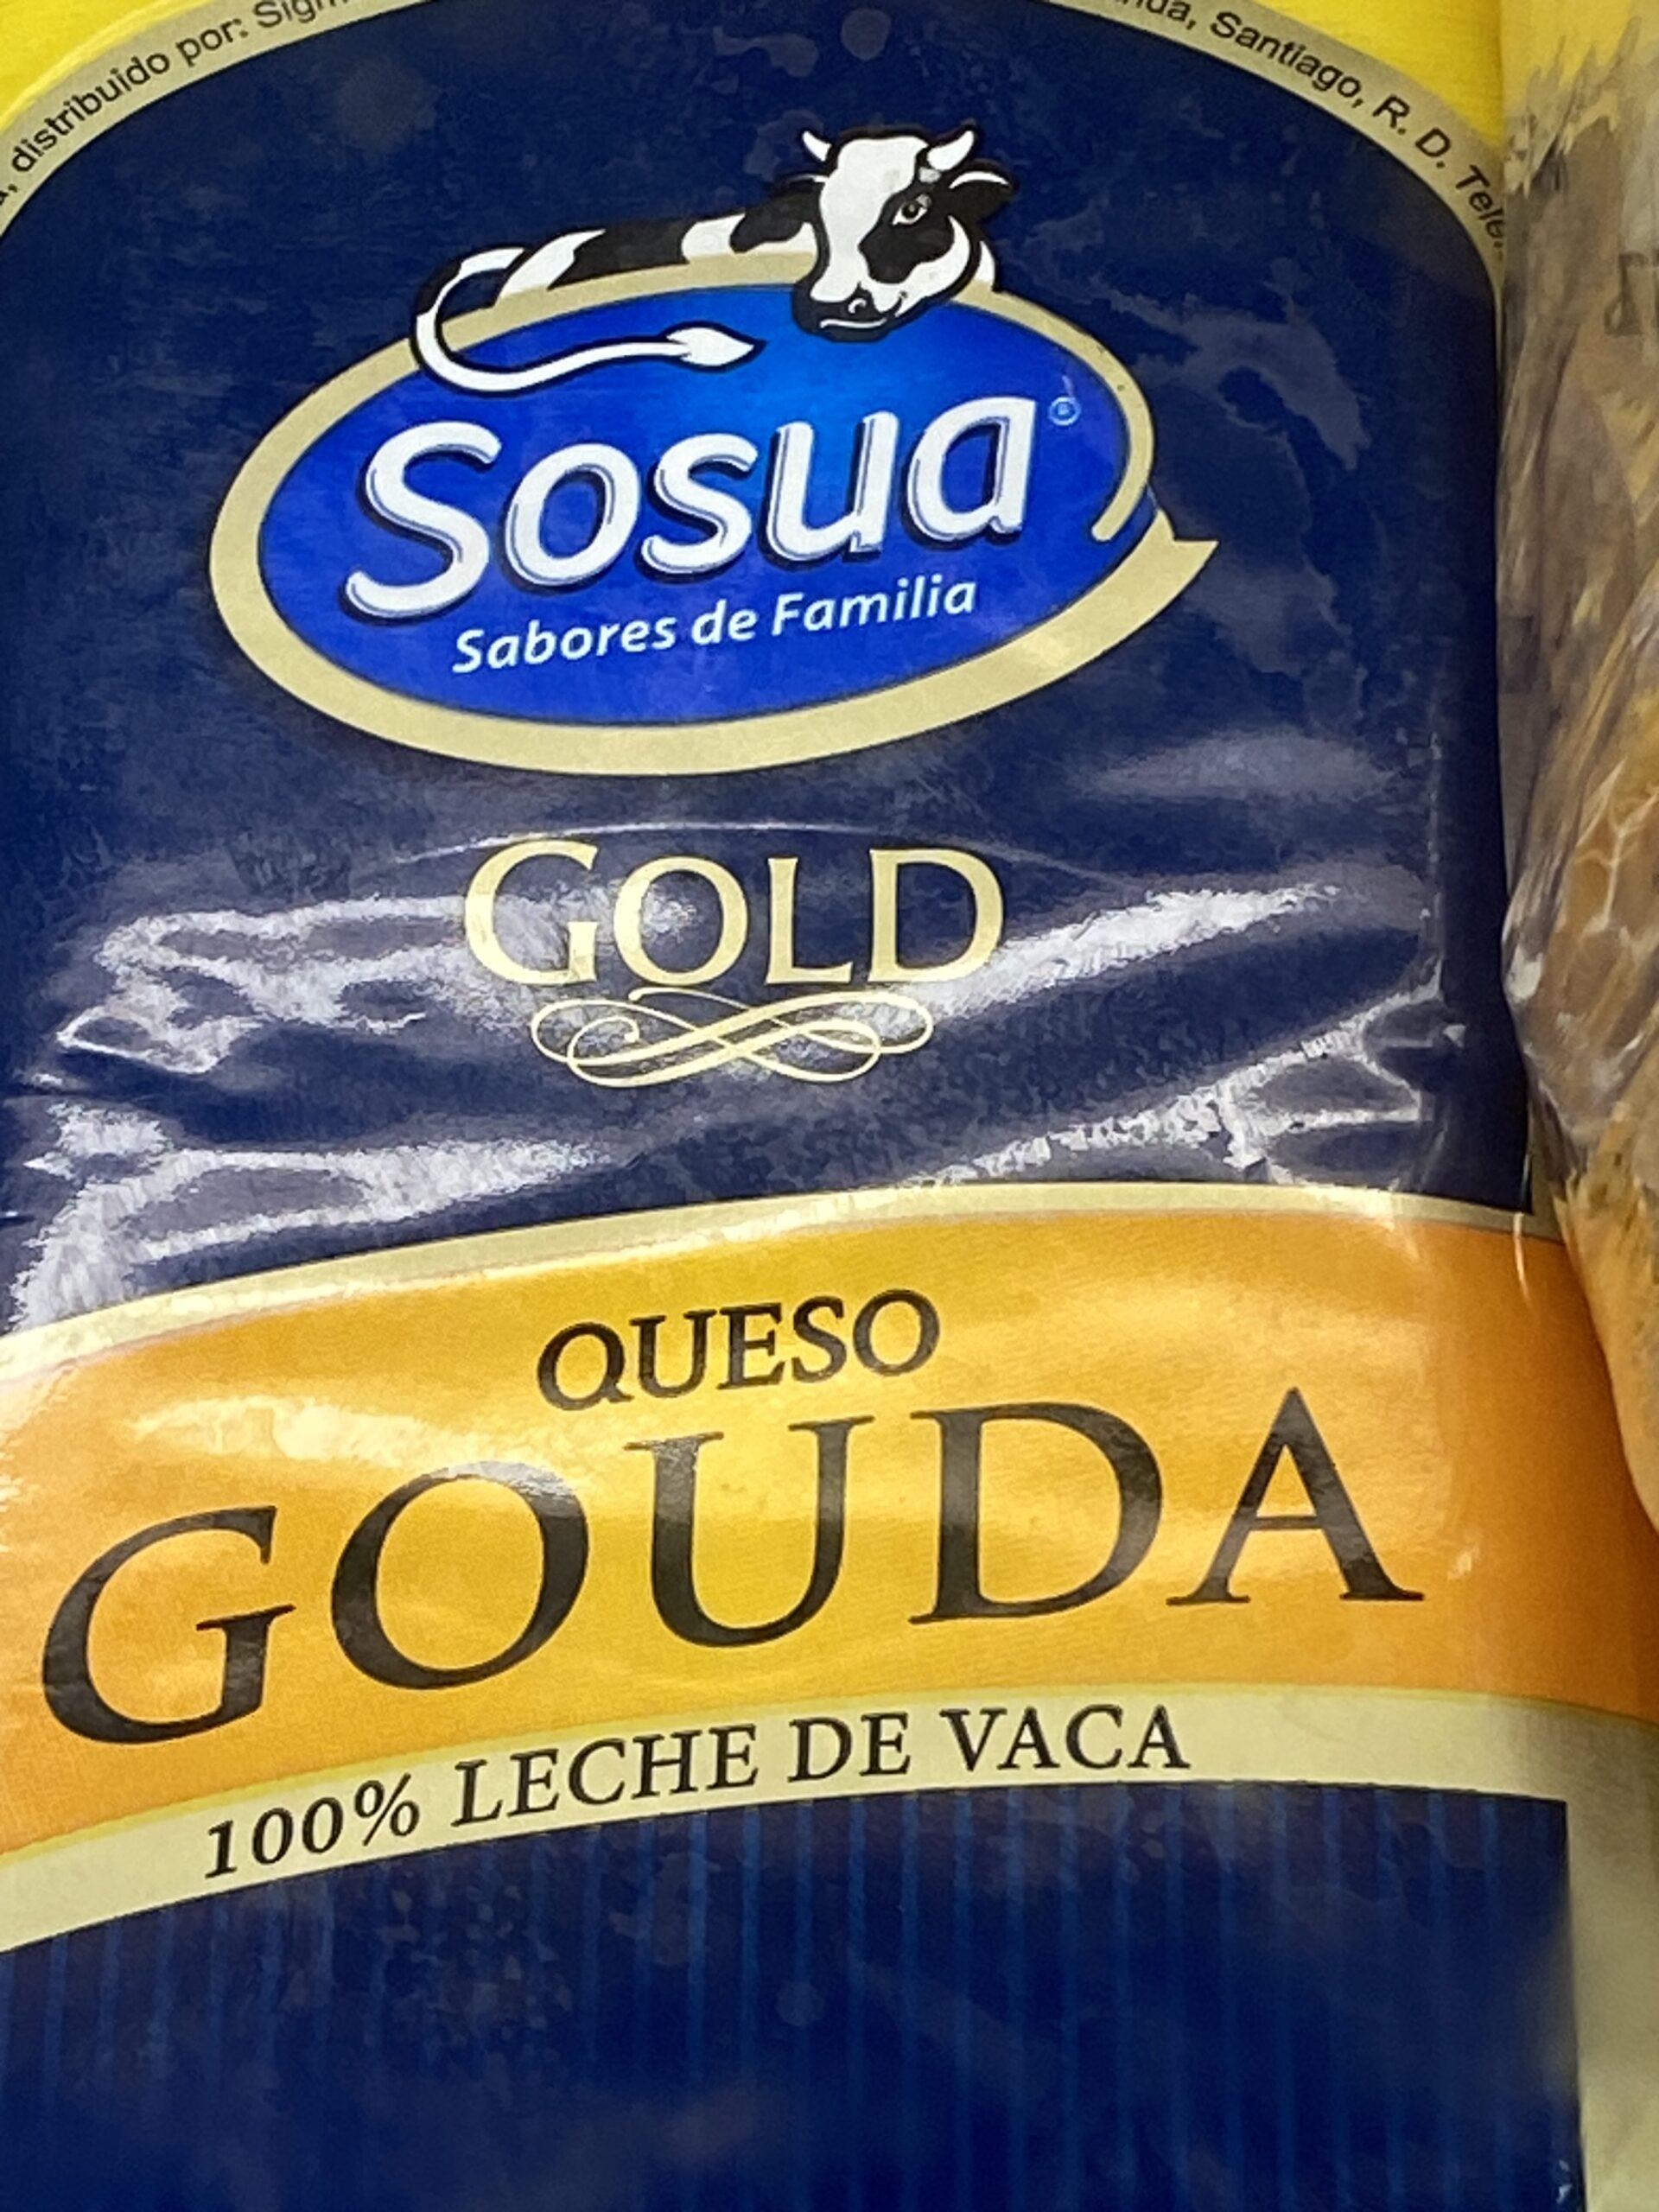 distribuido por:
Santiago, R. D.
Sosua®
Sabores de Familia
GOLD
QUESO
GOUDA
100% LECHE DE VACA